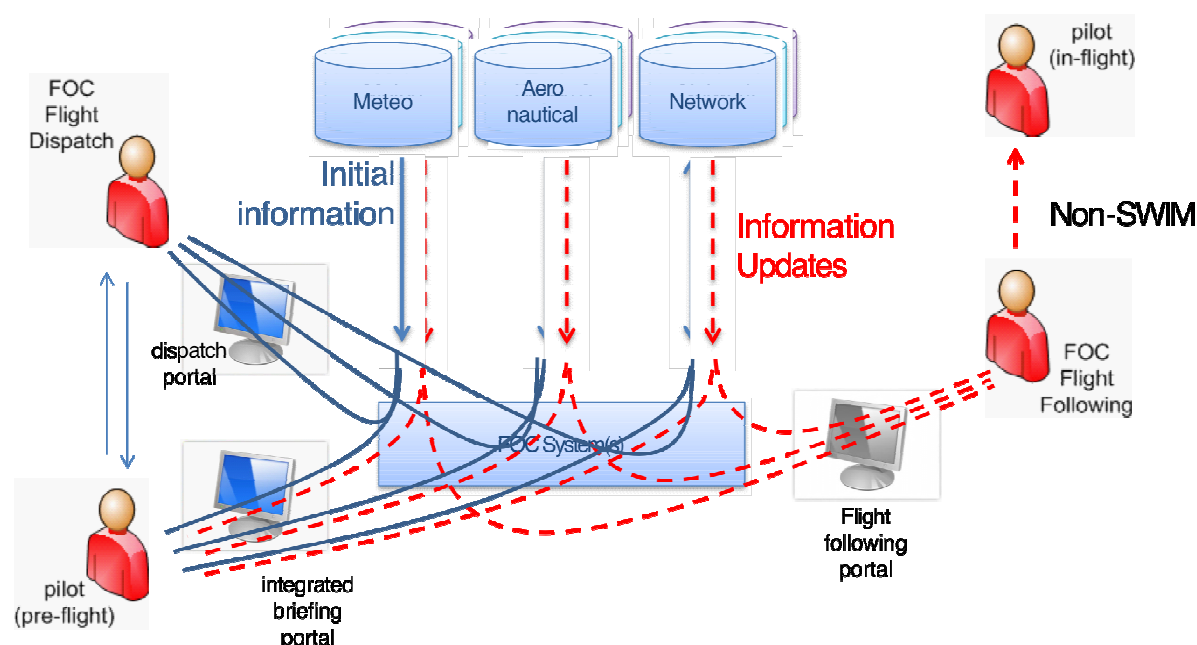 FOC
Flight
Dispatch
Meteo
Aero
nautical
Network
pilot
(in-flight)
Initial
information
Information
Updates
Non-SWIM
dispatch
portal
FOC
Flight
Following
FOC System(s)
pilot
(pre-flight)
integrated
briefing
portal
Flight
following
portal